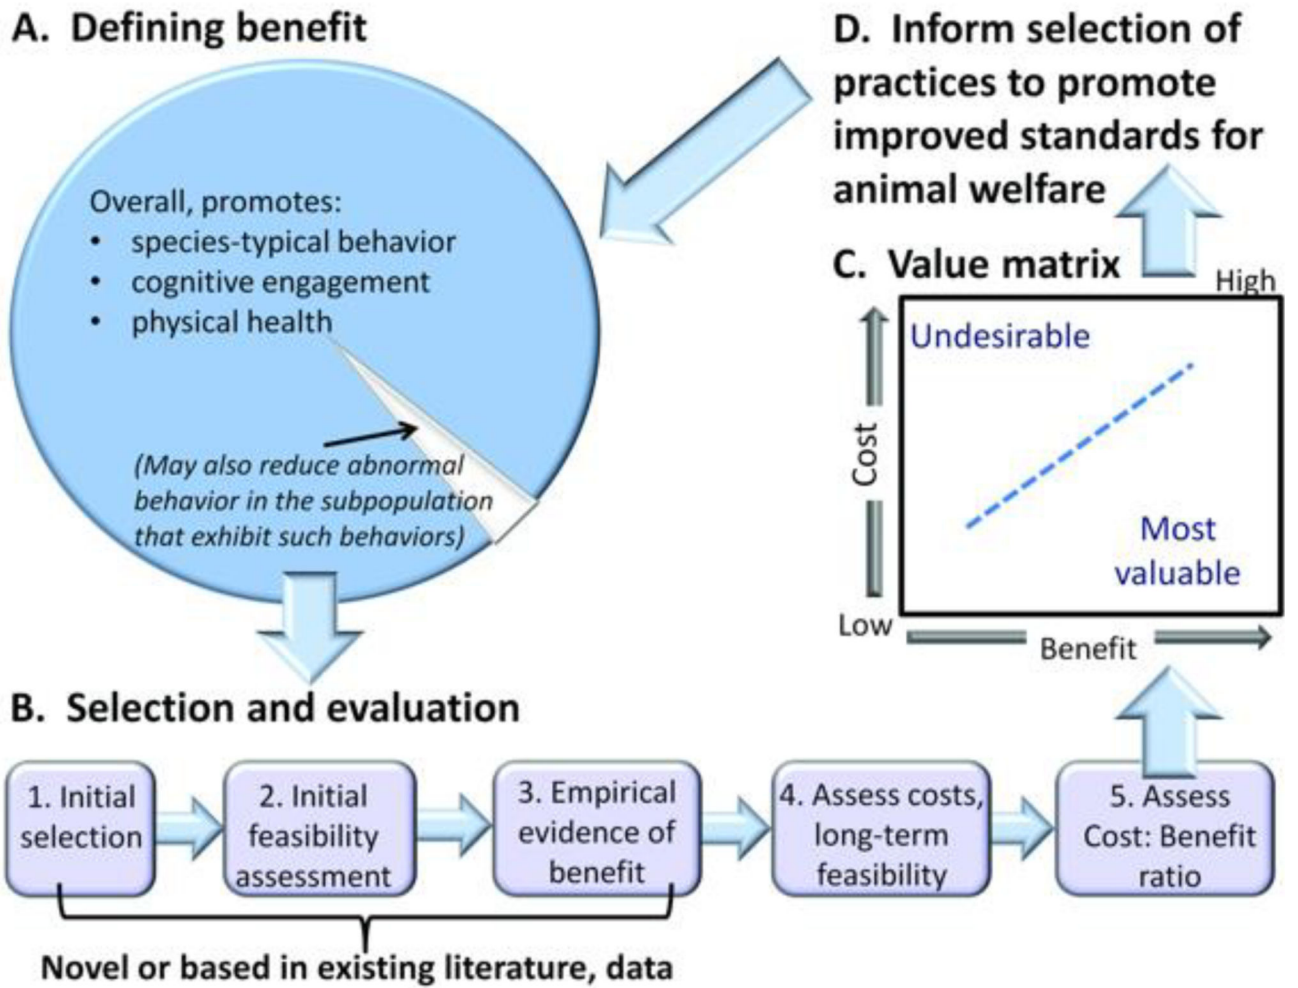 A. Defining benefit
Overall, promotes:
• species-typical behavior
• cognitive engagement
• physical health
(May also reduce abnormal
behavior in the subpopulation
that exhibit such behaviors)
B. Selection and evaluation
1. Initial
selection
2. Initial
feasibility
assessment
3. Empirical
evidence of
benefit
4. Assess costs,
long-term
feasibility
5. Assess
Cost: Benefit
ratio
Novel or based in existing literature, data
C. Value matrix
High
Undesirable
Cost
Most
valuable
Low
Benefit
D. Inform selection of
practices to promote
improved standards for
animal welfare